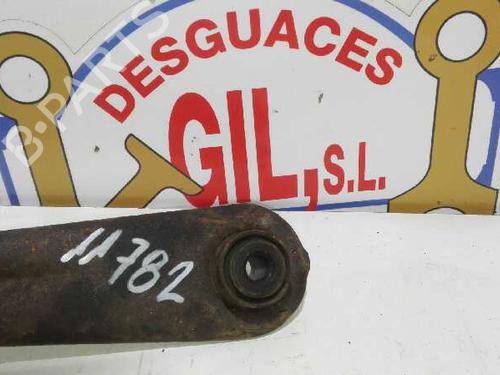 DESGUACES
GIL, S.L.
B-PARTS
11782